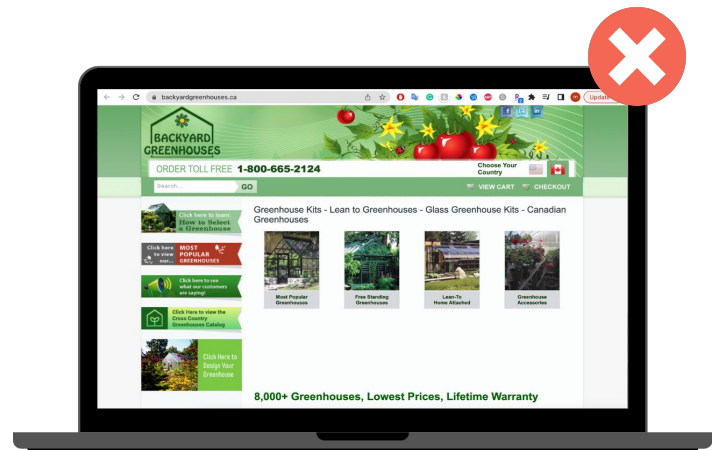 backyardgreenhouses.ca
Update
BACKYARD
GREENHOUSES
ORDER TOLL FREE 1-800-665-2124
Choose Your
Country
Search...
GO
VIEW CART
CHECKOUT
Click here to learn:
How to Select
a Greenhouse
Click here
to view
our...
MOST
POPULAR
GREENHOUSES
Click here to see
what our customers
are saying!
Click Here to view the
Cross Country
Greenhouses Catalog
Click Here to
Design Your
Greenhouse
Greenhouse Kits - Lean to Greenhouses - Glass Greenhouse Kits - Canadian
Greenhouses
Most Popular
Greenhouses
Free Standing
Greenhouses
Lean-To
Home Attached
Greenhouse
Accessories
8,000+ Greenhouses, Lowest Prices, Lifetime Warranty